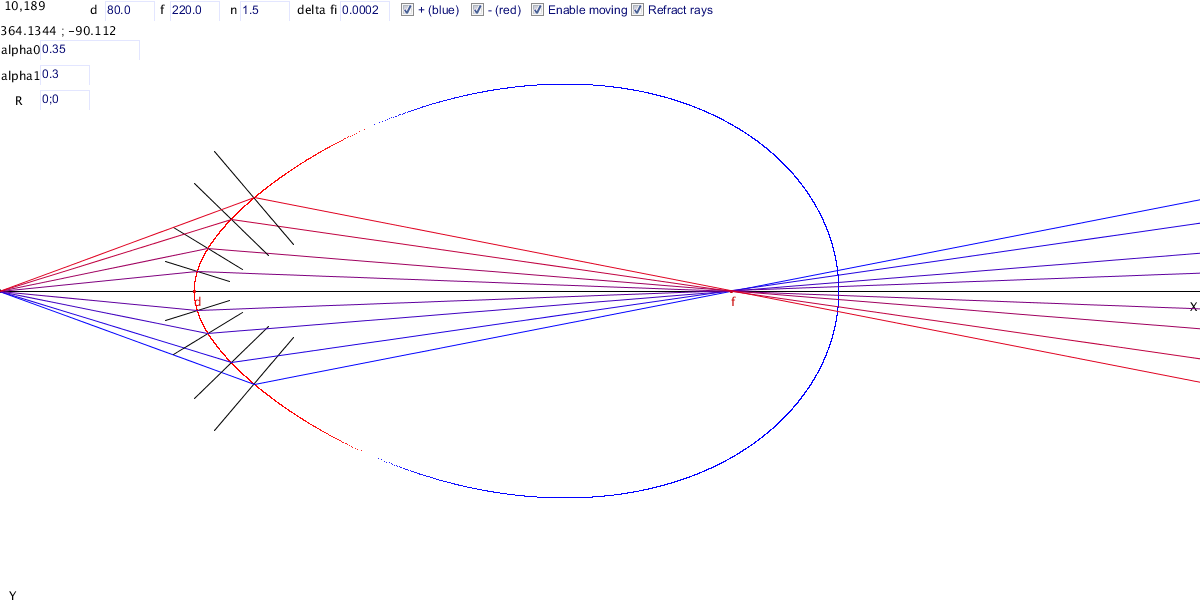 10,189 d 80.0 f 220.0 n 1.5 delta fi 0.0002 + (blue) - (red) Enable moving Refract rays
364.1344 ; -90.112
alpha0 0.35
alpha1 0.3
R 0;0
d
f
X
Y